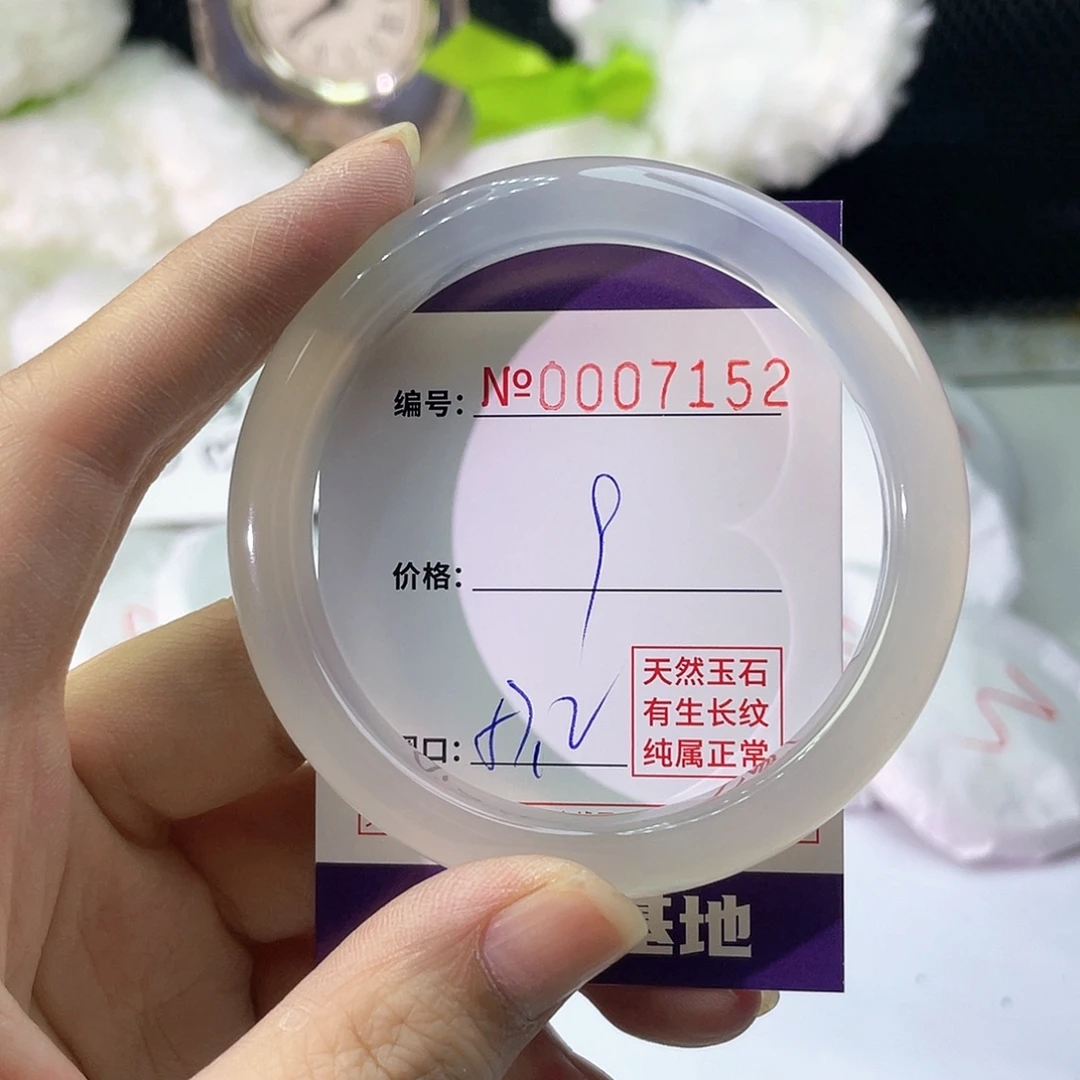 编号: №0007152
价格: 9
口: 57,2
天然玉石
有生长纹
纯属正常
基地